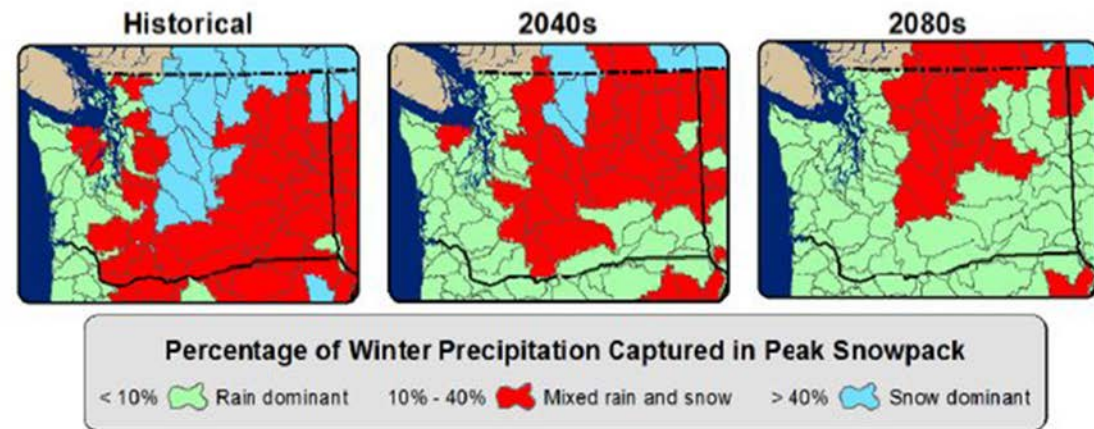 Historical
2040s
2080s
Percentage of Winter Precipitation Captured in Peak Snowpack
< 10% Rain dominant 10% - 40% Mixed rain and snow > 40% Snow dominant